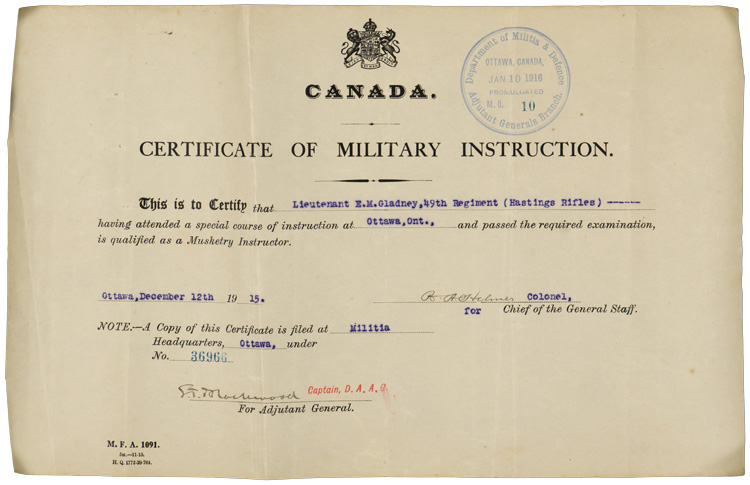 CANADA.
Department of Militia & Defence
OTTAWA, CANADA,
JAN 10 1916
PROMULGATED
M. O. 10
Adjutant Generals Branch.
CERTIFICATE OF MILITARY INSTRUCTION.
This is to Certify that Lieutenant E.M.Gladney,49th Regiment (Hastings Rifles) ------
having attended a special course of instruction at Ottawa,Ont., and passed the required examination,
is qualified as a Musketry Instructor.
Ottawa,December 12th 1915.
R. A. Helmer Colonel,
for Chief of the General Staff.
NOTE.—A Copy of this Certificate is filed at Militia
Headquarters, Ottawa, under
No. 36966
Captain, D. A. A. G.
For Adjutant General.
M. F. A. 1091.
H. Q. 1772-39-704.